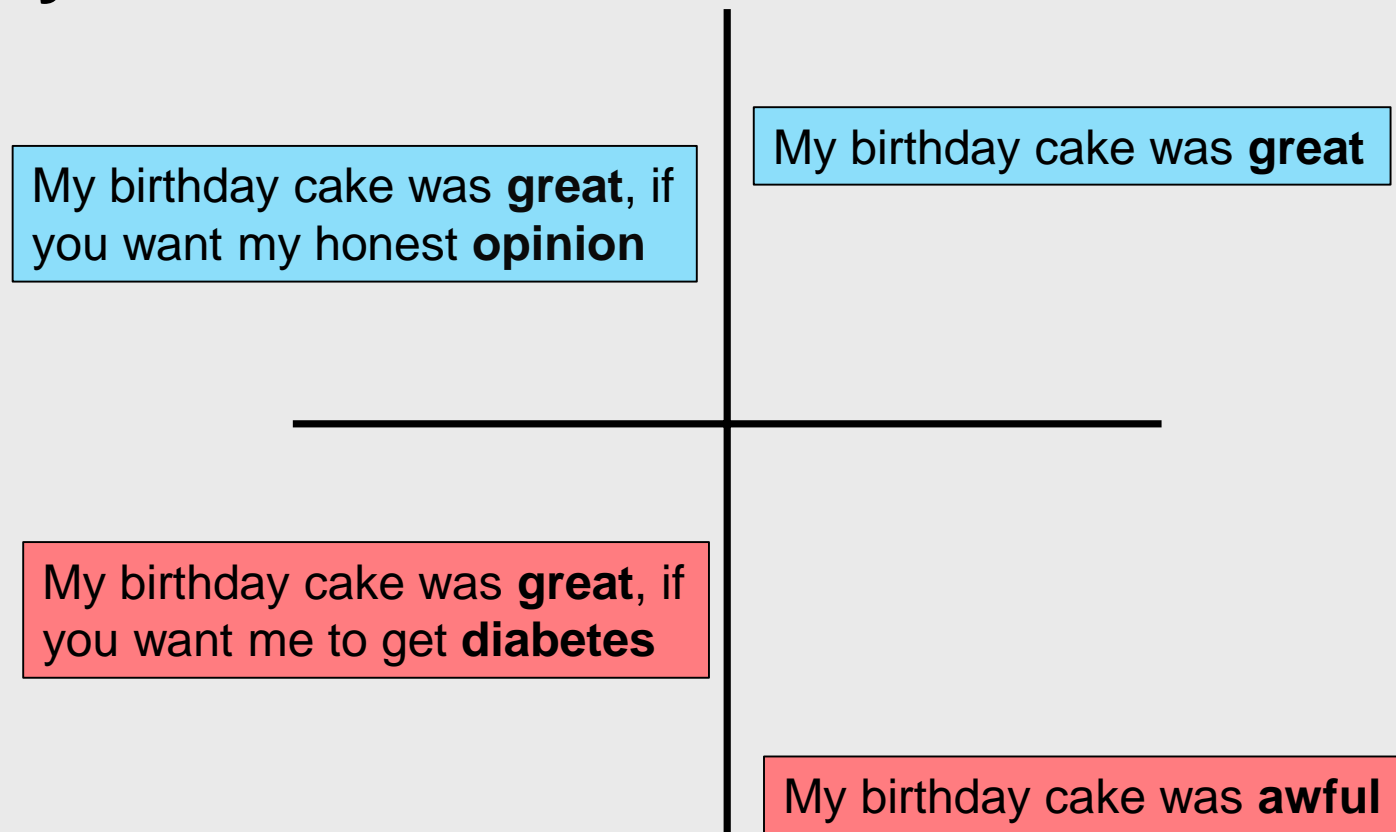 My birthday cake was great
My birthday cake was great, if
you want my honest opinion
My birthday cake was great, if
you want me to get diabetes
My birthday cake was awful